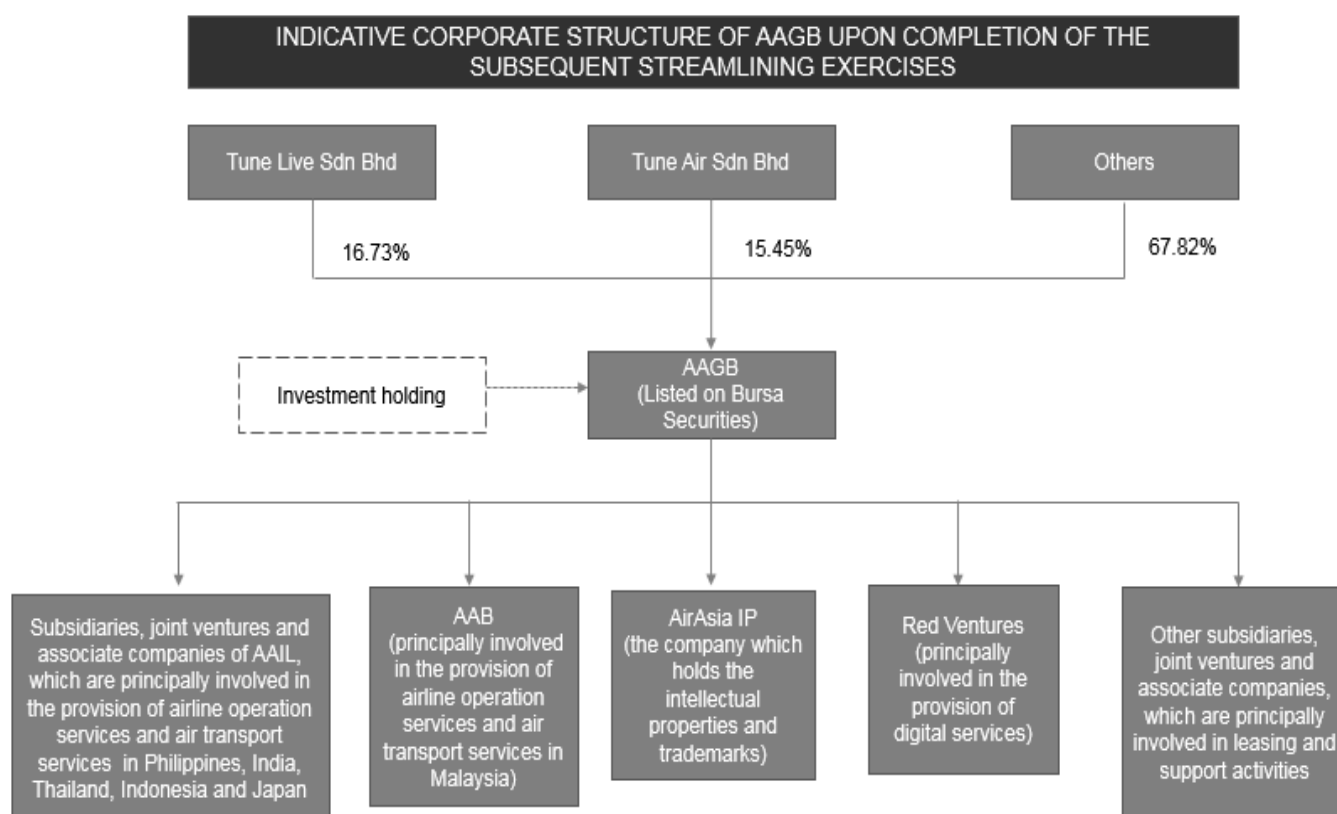 INDICATIVE CORPORATE STRUCTURE OF AAGB UPON COMPLETION OF THE
SUBSEQUENT STREAMLINING EXERCISES
Tune Live Sdn Bhd
Tune Air Sdn Bhd
Others
16.73%
15.45%
67.82%
Investment holding
AAGB
(Listed on Bursa
Securities)
Subsidiaries, joint ventures and
associate companies of AAIL,
which are principally involved in
the provision of airline operation
services and air transport
services in Philippines, India,
Thailand, Indonesia and Japan
AAB
(principally involved
in the provision of
airline operation
services and air
transport services in
Malaysia)
AirAsia IP
(the company which
holds the
intellectual
properties and
trademarks)
Red Ventures
(principally
involved in the
provision of
digital services)
Other subsidiaries,
joint ventures and
associate companies,
which are principally
involved in leasing and
support activities